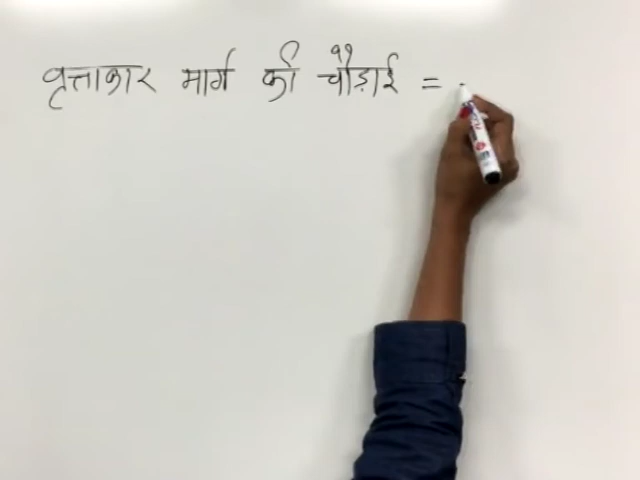 वृत्ताकार मार्ग की चौड़ाई =